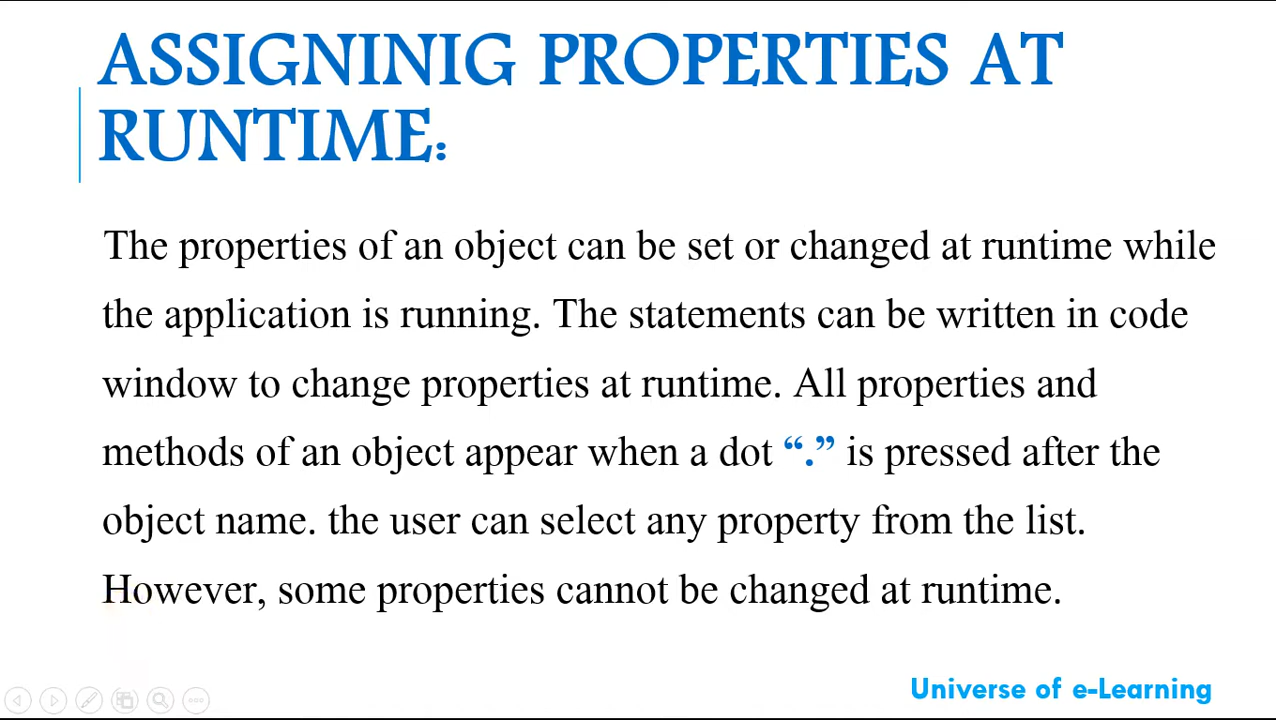 ASSIGNINIG PROPERTIES AT
RUNTIME:
The properties of an object can be set or changed at runtime while
the application is running. The statements can be written in code
window to change properties at runtime. All properties and
methods of an object appear when a dot “.” is pressed after the
object name. the user can select any property from the list.
However, some properties cannot be changed at runtime.
Universe of e-Learning